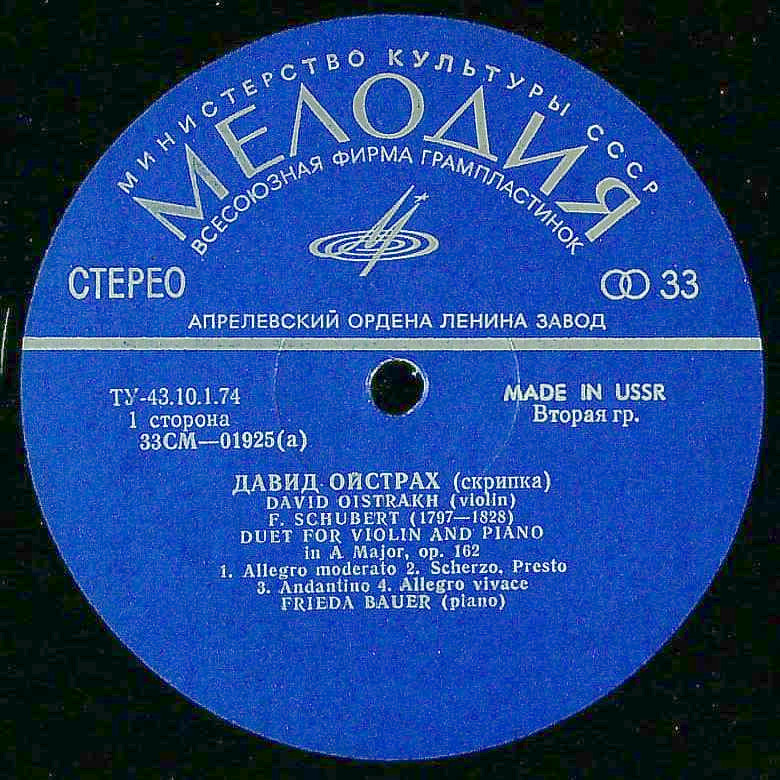 МИНИСТЕРСТВО КУЛЬТУРЫ СССР
МЕЛОДИЯ
ВСЕСОЮЗНАЯ ФИРМА ГРАМПЛАСТИНОК
СТЕРЕО
33
АПРЕЛЕВСКИЙ ОРДЕНА ЛЕНИНА ЗАВОД
ТУ-43.10.1.74
1 сторона
33СМ—01925(а)
MADE IN USSR
Вторая гр.
ДАВИД ОЙСТРАХ (скрипка)
DAVID OISTRAKH (violin)
F. SCHUBERT (1797—1828)
DUET FOR VIOLIN AND PIANO
in A Major, op. 162
1. Allegro moderato 2. Scherzo, Presto
3. Andantino 4. Allegro vivace
FRIEDA BAUER (piano)